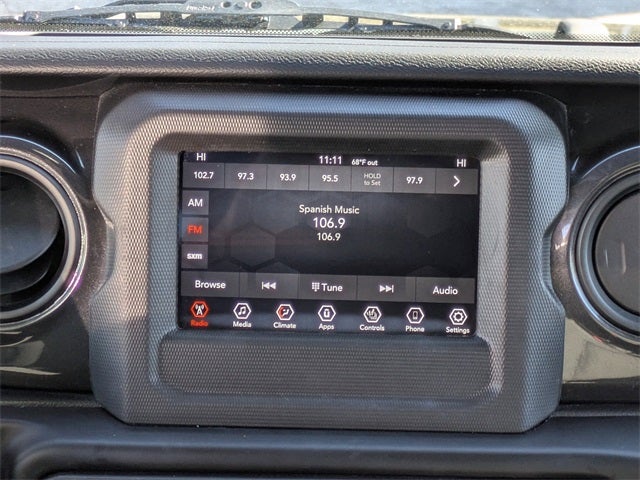 HI 11:11 68°F out HI
102.7 97.3 93.9 95.5 HOLD to Set 97.9
AM
Spanish Music
FM 106.9
106.9
sxm
Browse Tune Audio
Radio Media Climate Apps Controls Phone Settings